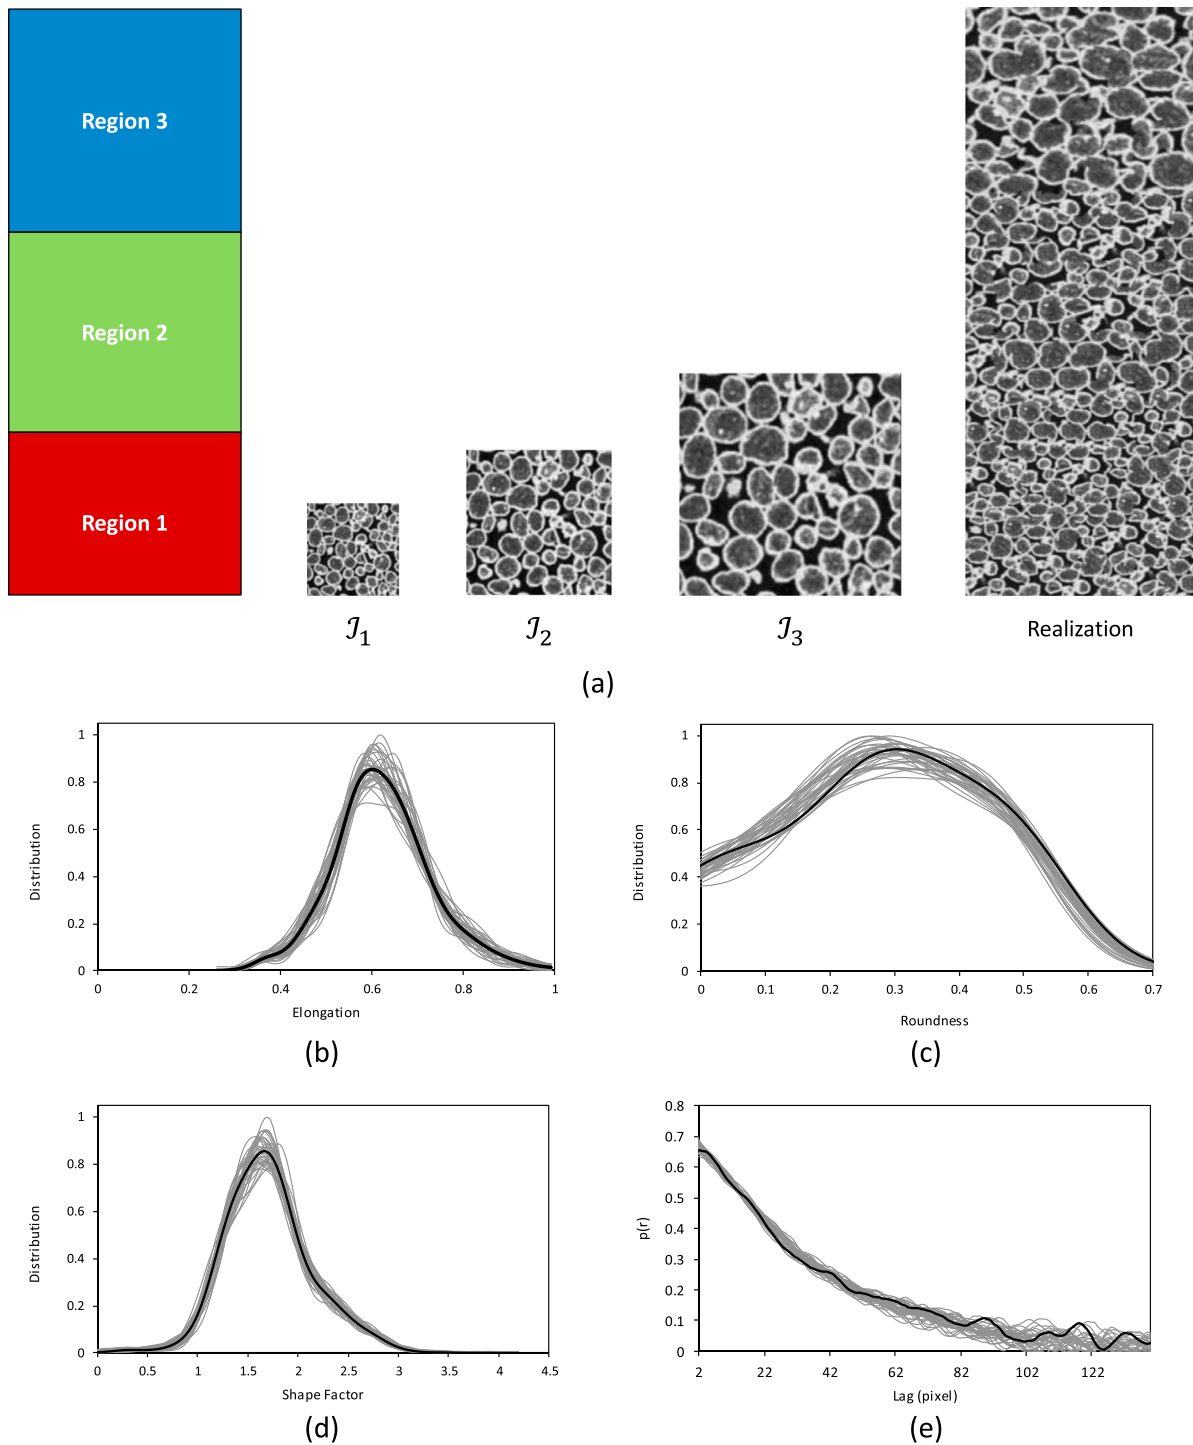 Region 3
Region 2
Region 1
𝒥1
𝒥2
𝒥3
Realization
(a)
1
0.8
0.6
0.4
0.2
0
Distribution
0 0.2 0.4 0.6 0.8 1
Elongation
(b)
1
0.8
0.6
0.4
0.2
0
Distribution
0 0.1 0.2 0.3 0.4 0.5 0.6 0.7
Roundness
(c)
1
0.8
0.6
0.4
0.2
0
Distribution
0 0.5 1 1.5 2 2.5 3 3.5 4 4.5
Shape Factor
(d)
0.8
0.7
0.6
0.5
0.4
0.3
0.2
0.1
0
p(r)
2 22 42 62 82 102 122
Lag (pixel)
(e)